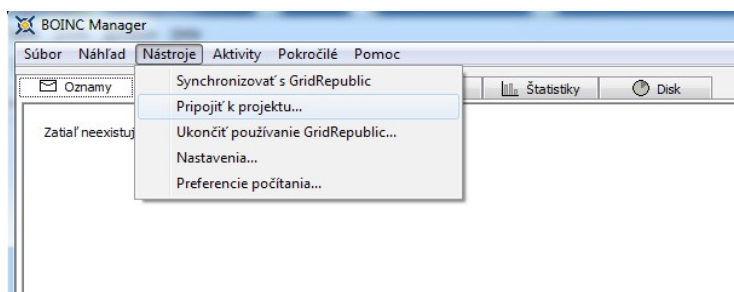 BOINC Manager
Súbor Náhľad Nástroje Aktivity Pokročilé Pomoc
Oznamy Štatistiky Disk
Synchronizovať s GridRepublic
Pripojiť k projektu...
Zatiaľ neexistuj
Ukončiť používanie GridRepublic...
Nastavenia...
Preferencie počítania...